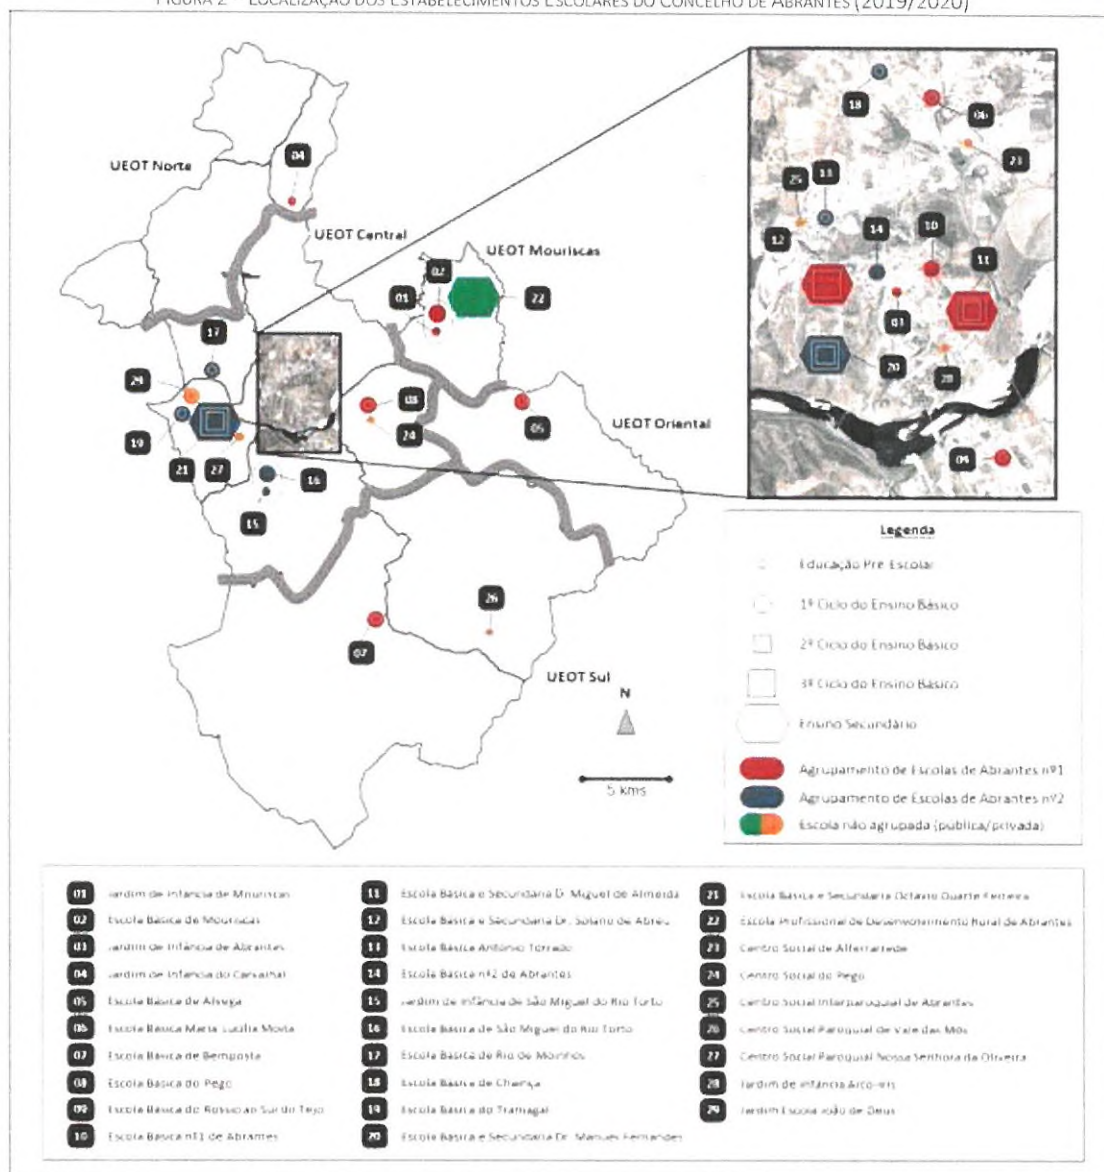 FIGURA 2 – LOCALIZAÇÃO DOS ESTABELECIMENTOS ESCOLARES DO CONCELHO DE ABRANTES (2019/2020)
UEOT Norte
04
UEOT Central
UEOT Mouriscas
02
01
22
17
29
08
05
UEOT Oriental
24
19
21
27
16
15
26
07
UEOT Sul
N
5 kms
18
06
23
25
13
12
14
10
11
03
20
28
09
Legenda
Educação Pré Escolar
1º Ciclo do Ensino Básico
2º Ciclo do Ensino Básico
3º Ciclo do Ensino Básico
Ensino Secundário
Agrupamento de Escolas de Abrantes nº1
Agrupamento de Escolas de Abrantes nº2
Escola não agrupada (pública/privada)
01 Jardim de Infância de Mouriscas
02 Escola Básica de Mouriscas
03 Jardim de Infância de Abrantes
04 Jardim de Infância do Carvalhal
05 Escola Básica de Alvega
06 Escola Básica Maria Lucília Moita
07 Escola Básica de Bemposta
08 Escola Básica do Pego
09 Escola Básica do Rossio ao Sul do Tejo
10 Escola Básica nº1 de Abrantes
11 Escola Básica e Secundária D. Miguel de Almeida
12 Escola Básica e Secundária Dr. Solano de Abreu
13 Escola Básica António Torrado
14 Escola Básica nº2 de Abrantes
15 Jardim de Infância de São Miguel do Rio Torto
16 Escola Básica de São Miguel do Rio Torto
17 Escola Básica de Rio de Moinhos
18 Escola Básica de Chainça
19 Escola Básica do Tramagal
20 Escola Básica e Secundária Dr. Manuel Fernandes
21 Escola Básica e Secundária Octávio Duarte Ferreira
22 Escola Profissional de Desenvolvimento Rural de Abrantes
23 Centro Social de Alferrarede
24 Centro Social do Pego
25 Centro Social Interparoquial de Abrantes
26 Centro Social Paroquial de Vale das Mós
27 Centro Social Paroquial Nossa Senhora da Oliveira
28 Jardim de Infância Arco-Iris
29 Jardim Escola João de Deus